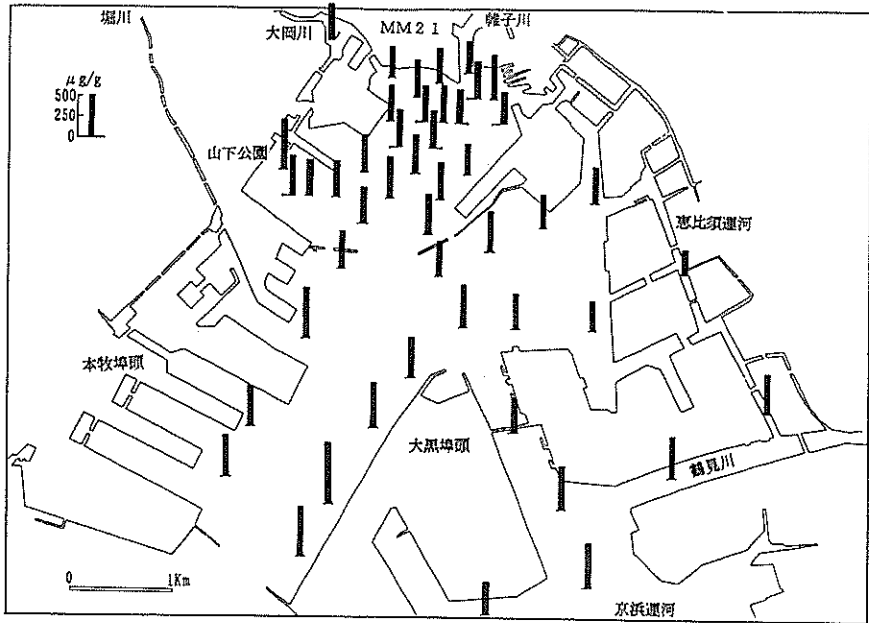 堀川
大岡川
MM21
帷子川
μg/g
500
250
0
山下公園
恵比須運河
本牧埠頭
大黒埠頭
鶴見川
0
1Km
京浜運河